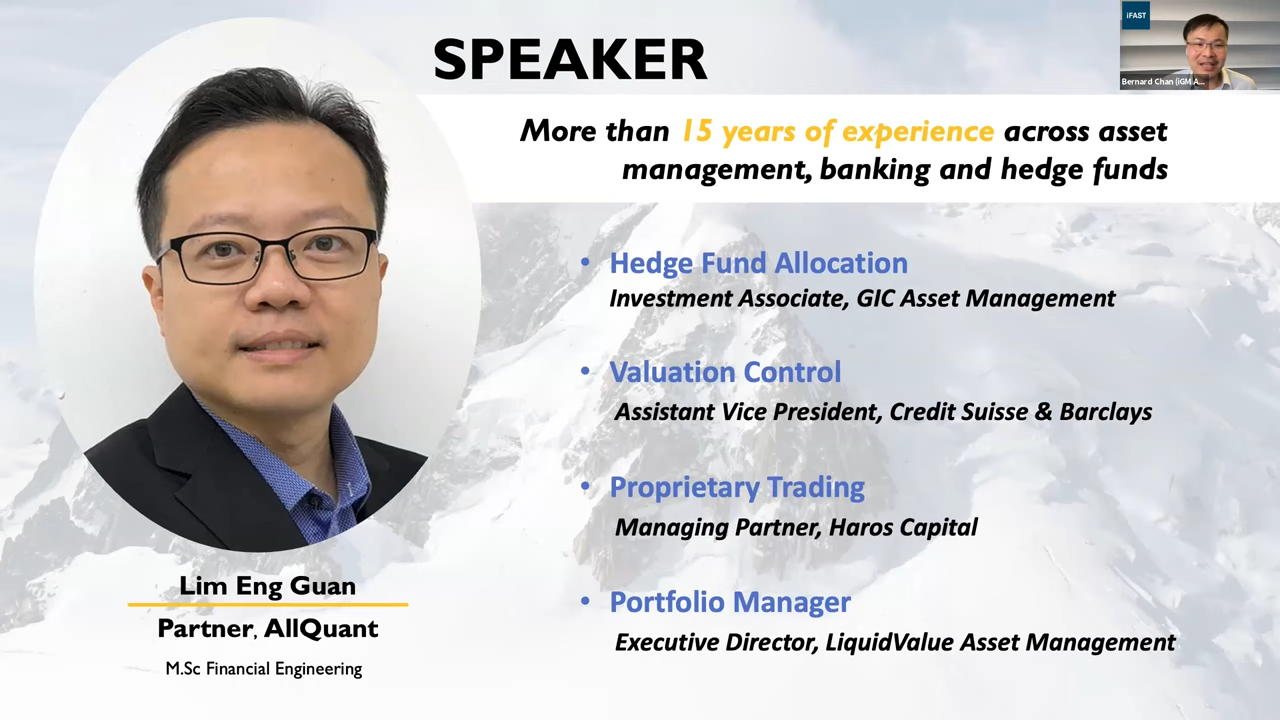 SPEAKER
iFAST
Bernard Chan (iGM A...
More than 15 years of experience across asset
management, banking and hedge funds
• Hedge Fund Allocation
Investment Associate, GIC Asset Management
• Valuation Control
Assistant Vice President, Credit Suisse & Barclays
• Proprietary Trading
Managing Partner, Haros Capital
• Portfolio Manager
Executive Director, LiquidValue Asset Management
Lim Eng Guan
Partner, AllQuant
M.Sc Financial Engineering